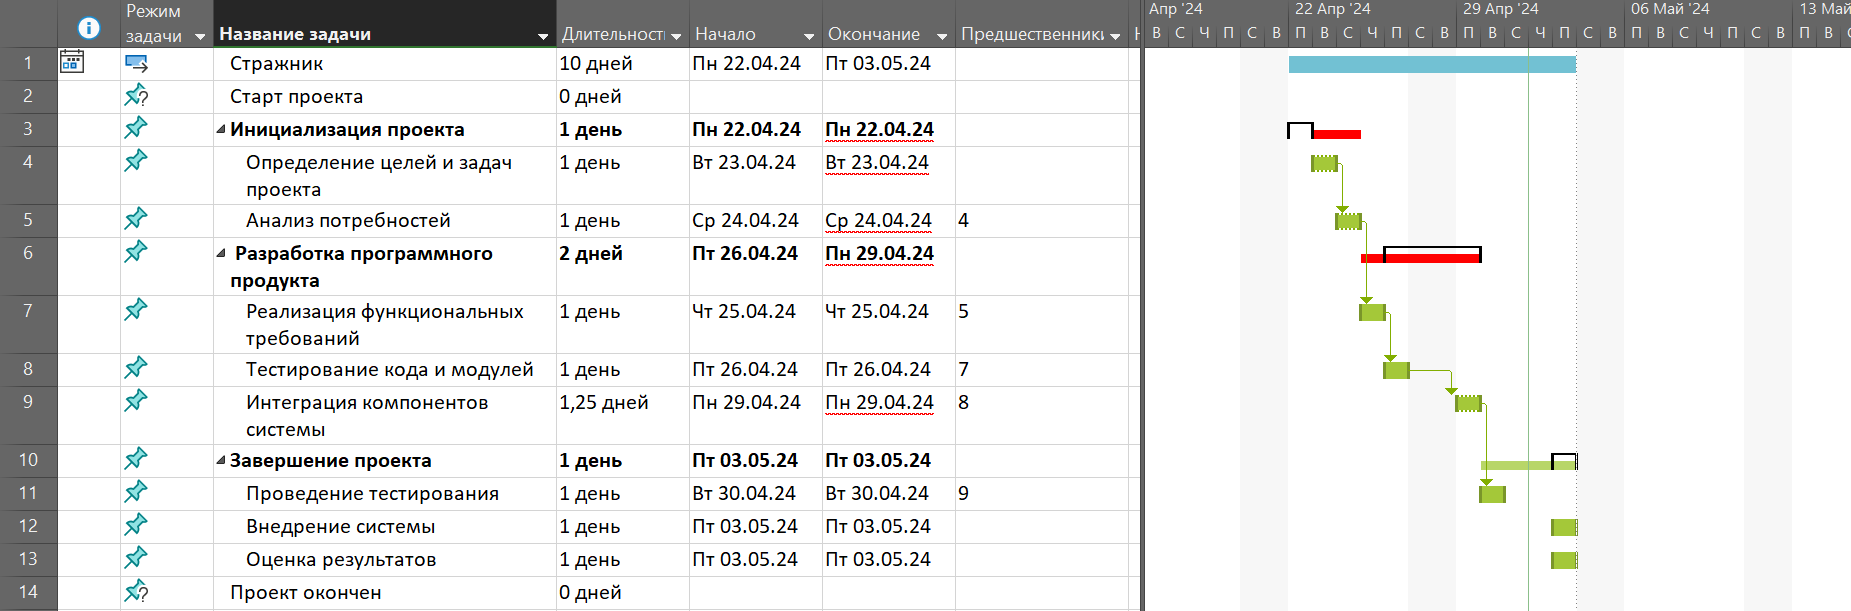 Режим задачи Название задачи Длительност Начало Окончание Предшественники Н
Апр '24 22 Апр '24 29 Апр '24 06 Май '24 13 Май
В С Ч П С В П В С Ч П С В П В С Ч П С В П В С Ч П С В П В С
1 Стражник 10 дней Пн 22.04.24 Пт 03.05.24
2 ? Старт проекта 0 дней
3 Инициализация проекта 1 день Пн 22.04.24 Пн 22.04.24
4 Определение целей и задач 1 день Вт 23.04.24 Вт 23.04.24
проекта
5 Анализ потребностей 1 день Ср 24.04.24 Ср 24.04.24 4
6 Разработка программного 2 дней Пт 26.04.24 Пн 29.04.24
продукта
7 Реализация функциональных 1 день Чт 25.04.24 Чт 25.04.24 5
требований
8 Тестирование кода и модулей 1 день Пт 26.04.24 Пт 26.04.24 7
9 Интеграция компонентов 1,25 дней Пн 29.04.24 Пн 29.04.24 8
системы
10 Завершение проекта 1 день Пт 03.05.24 Пт 03.05.24
11 Проведение тестирования 1 день Вт 30.04.24 Вт 30.04.24 9
12 Внедрение системы 1 день Пт 03.05.24 Пт 03.05.24
13 Оценка результатов 1 день Пт 03.05.24 Пт 03.05.24
14 ? Проект окончен 0 дней